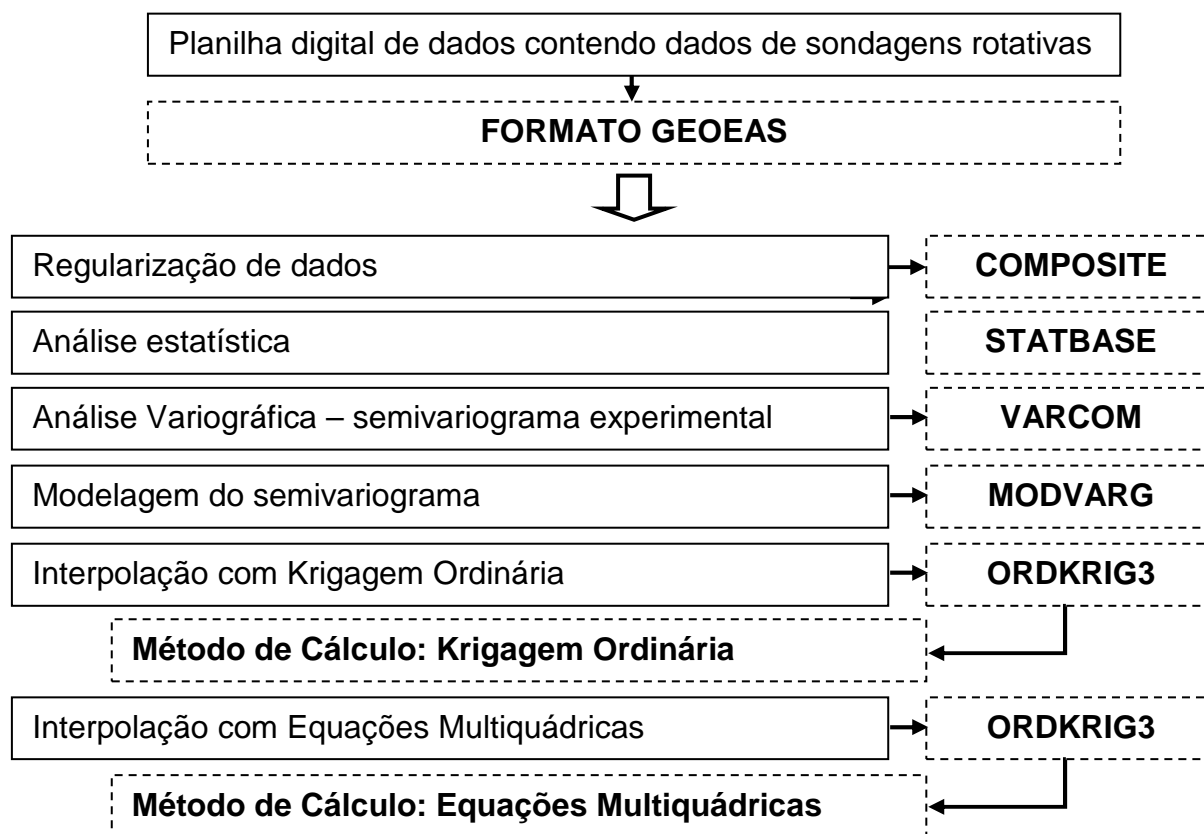 Planilha digital de dados contendo dados de sondagens rotativas
FORMATO GEOEAS
Regularização de dados
COMPOSITE
Análise estatística
STATBASE
Análise Variográfica – semivariograma experimental
VARCOM
Modelagem do semivariograma
MODVARG
Interpolação com Krigagem Ordinária
ORDKRIG3
Método de Cálculo: Krigagem Ordinária
Interpolação com Equações Multiquádricas
ORDKRIG3
Método de Cálculo: Equações Multiquádricas